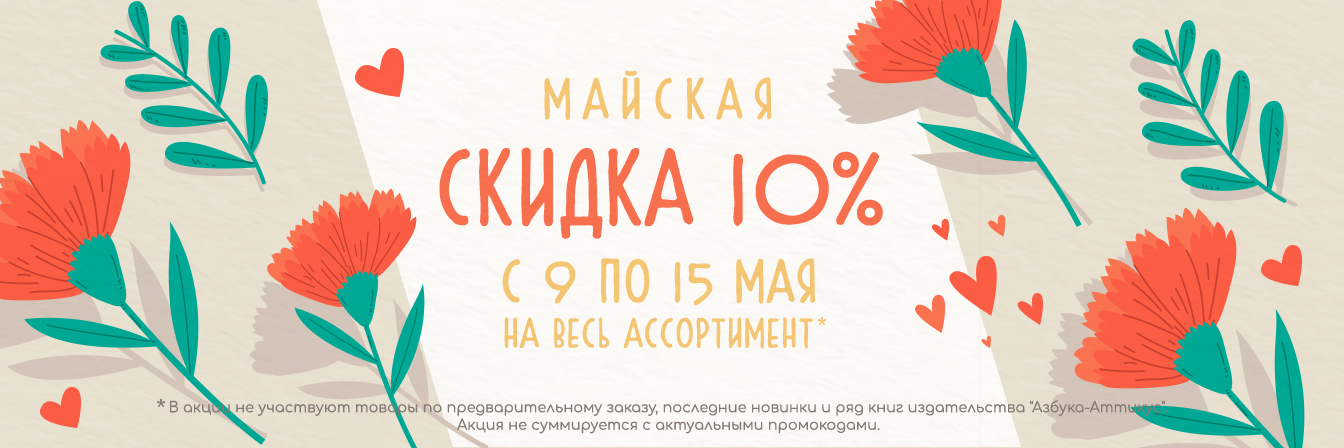 МАЙСКАЯ
СКИДКА 10%
С 9 ПО 15 МАЯ
НА ВЕСЬ АССОРТИМЕНТ*
* В акции не участвуют товары по предварительному заказу, последние новинки и ряд книг издательства "Азбука-Аттикус"
Акция не суммируется с актуальными промокодами.